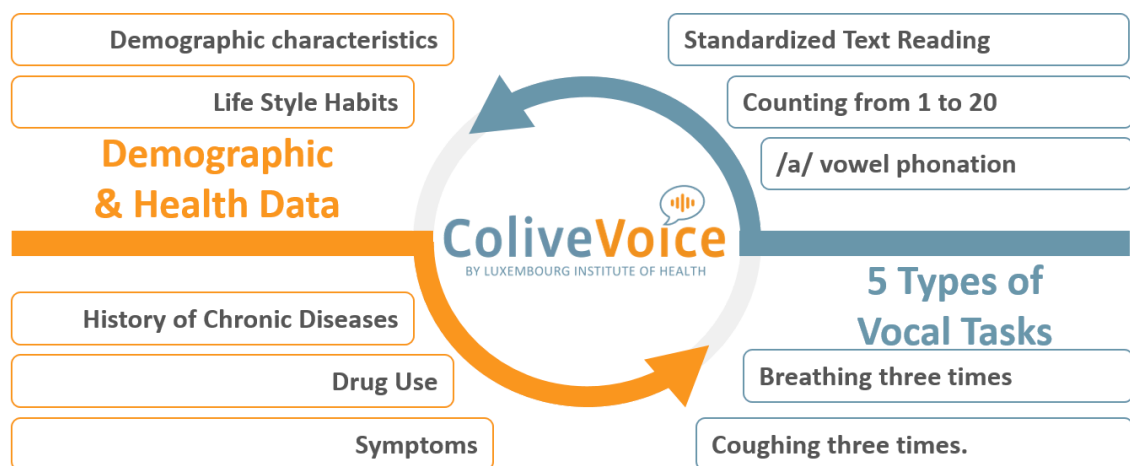 Demographic characteristics
Life Style Habits
Demographic
& Health Data
History of Chronic Diseases
Drug Use
Symptoms
ColiveVoice
BY LUXEMBOURG INSTITUTE OF HEALTH
Standardized Text Reading
Counting from 1 to 20
/a/ vowel phonation
5 Types of
Vocal Tasks
Breathing three times
Coughing three times.